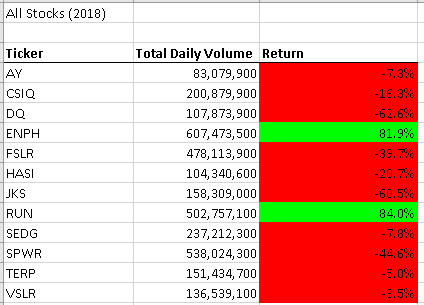 All Stocks (2018)
Ticker Total Daily Volume Return
AY 83,079,900 -7.3%
CSIQ 200,879,900 -16.3%
DQ 107,873,900 -62.6%
ENPH 607,473,500 81.9%
FSLR 478,113,900 -39.7%
HASI 104,340,600 -20.7%
JKS 158,309,000 -60.5%
RUN 502,757,100 84.0%
SEDG 237,212,300 -7.8%
SPWR 538,024,300 -44.6%
TERP 151,434,700 -5.0%
VSLR 136,539,100 -3.5%